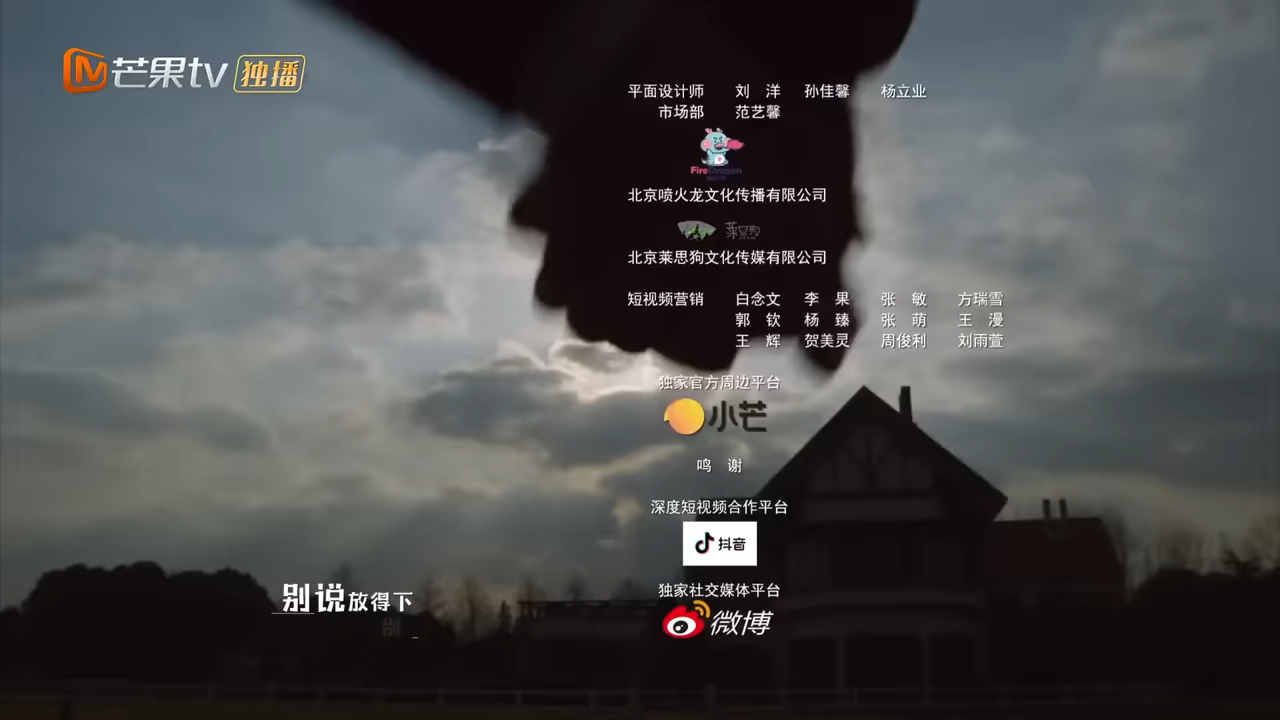 芒果tv 独播
平面设计师 刘 洋 孙佳馨 杨立业
市场部 范艺馨
FireDragon
北京喷火龙文化传播有限公司
莱思狗
北京莱思狗文化传媒有限公司
短视频营销 白念文 李 果 张 敏 方瑞雪
郭 钦 杨 臻 张 萌 王 漫
王 辉 贺美灵 周俊利 刘雨萱
独家官方周边平台
小芒
鸣 谢
深度短视频合作平台
抖音
独家社交媒体平台
微博
别说放得下
别